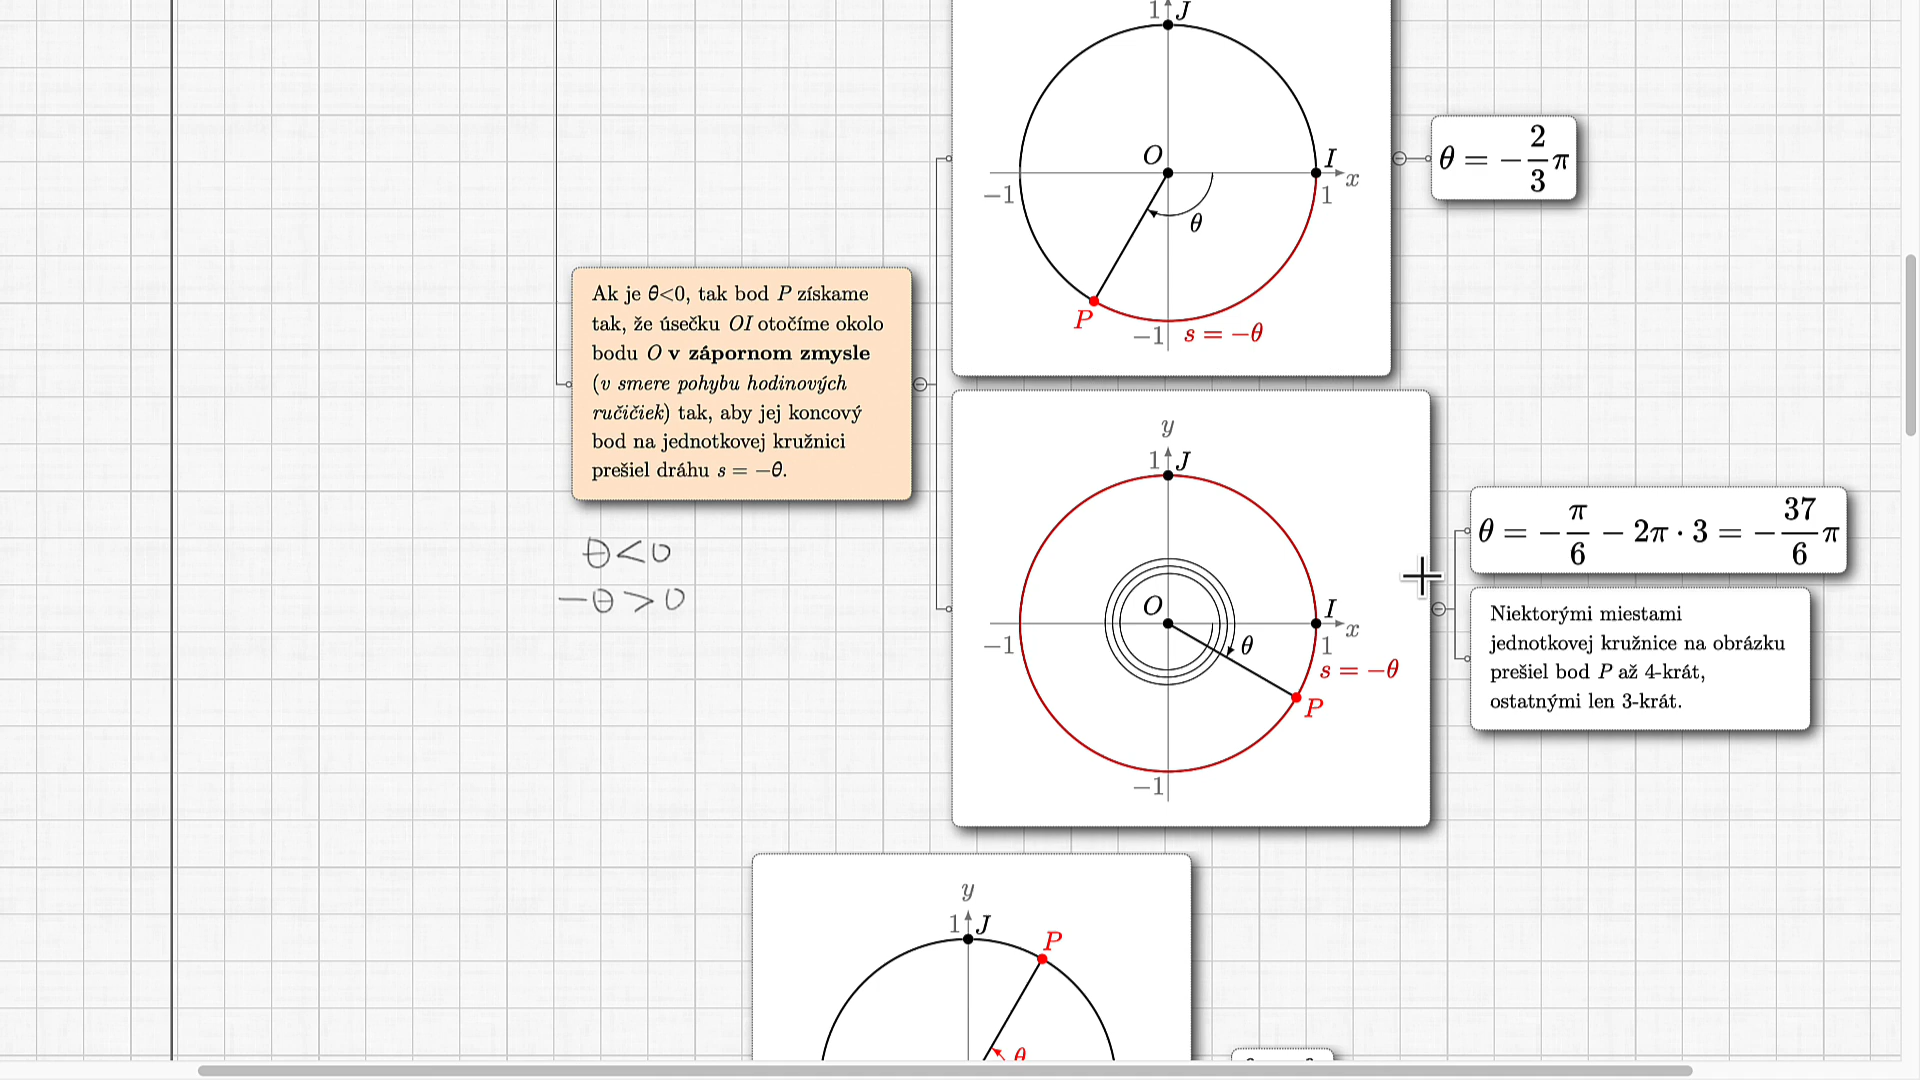 1 J
O
I
θ = −2/3 π
−1
1
x
θ
P
−1
s = −θ
Ak je θ<0, tak bod P získame
tak, že úsečku OI otočíme okolo
bodu O v zápornom zmysle
(v smere pohybu hodinových
ručičiek) tak, aby jej koncový
bod na jednotkovej kružnici
prešiel dráhu s = −θ.
θ<0
−θ>0
y
1 J
O
I
−1
1
x
θ
s = −θ
P
−1
θ = −π/6 − 2π · 3 = −37/6 π
Niektorými miestami
jednotkovej kružnice na obrázku
prešiel bod P až 4-krát,
ostatnými len 3-krát.
y
1 J
P
θ